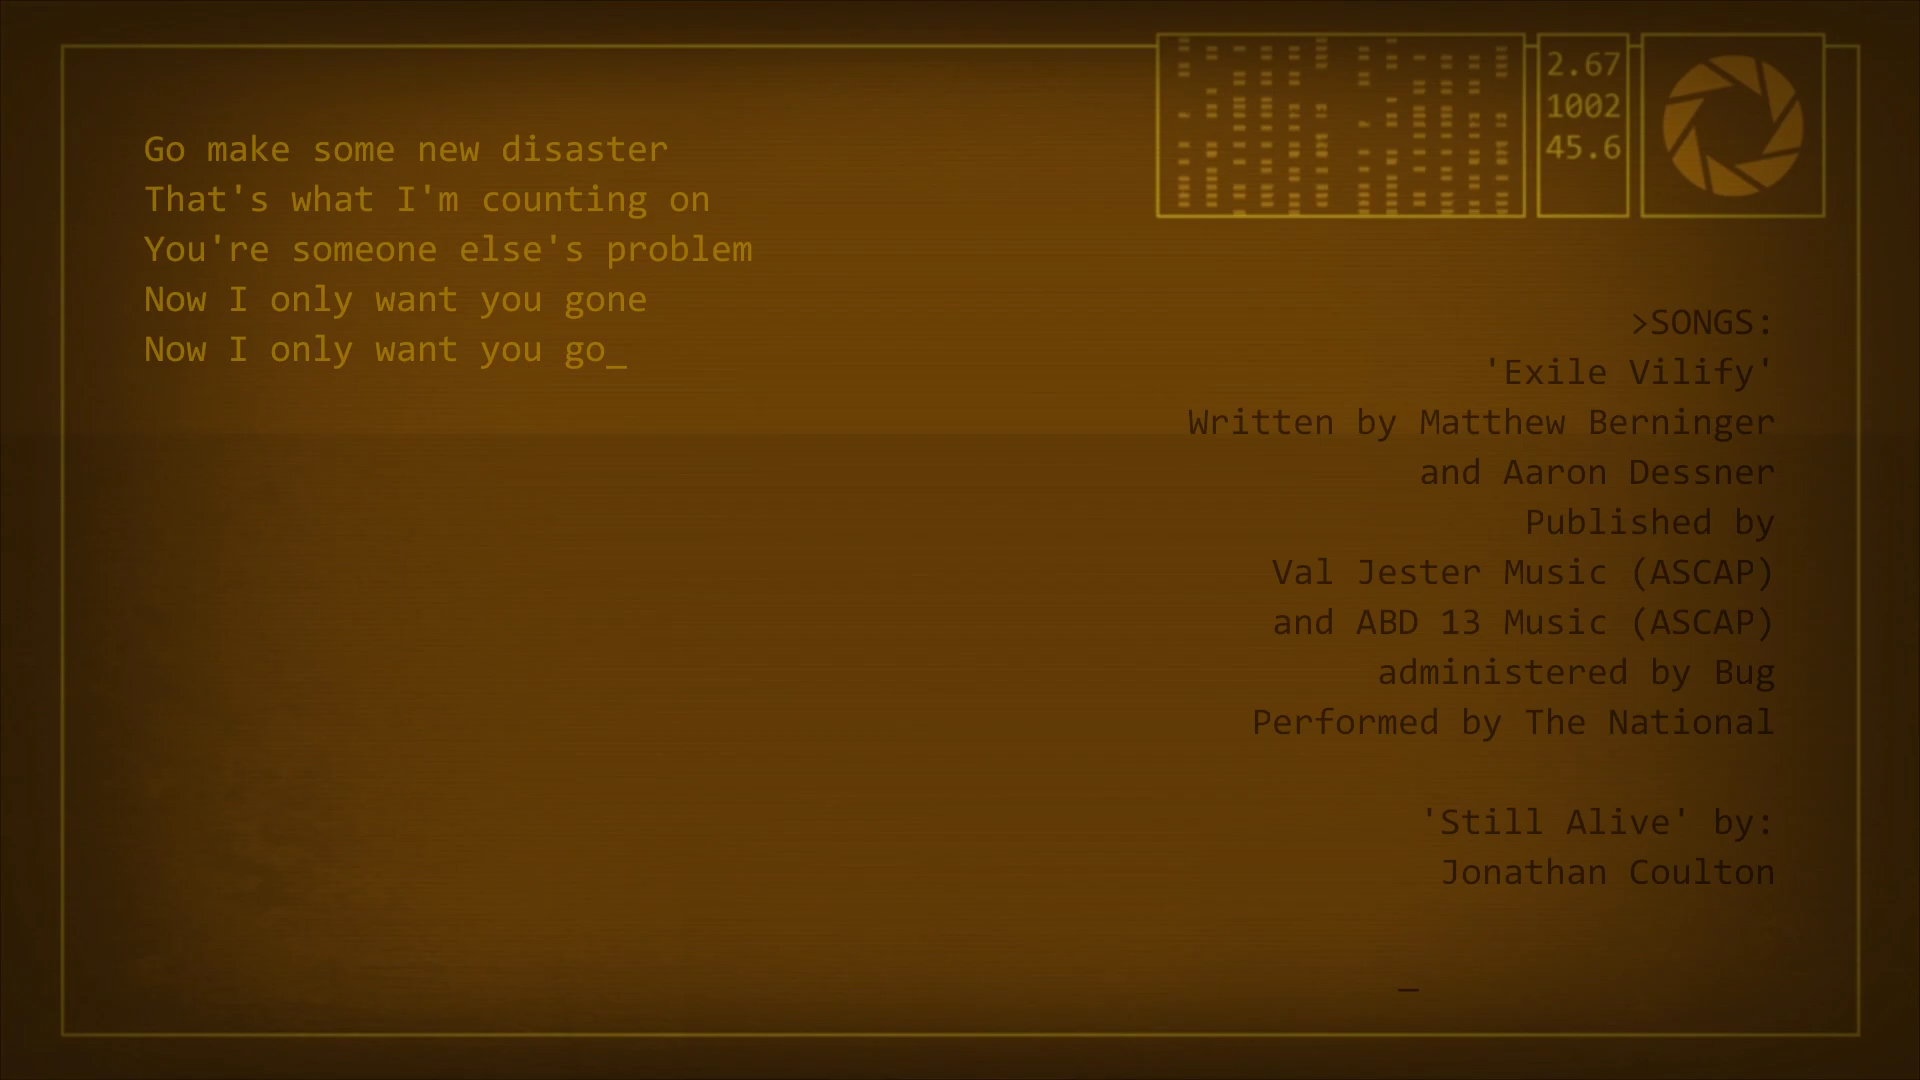 Go make some new disaster
That's what I'm counting on
You're someone else's problem
Now I only want you gone
Now I only want you go_
2.67
1002
45.6
>SONGS:
'Exile Vilify'
Written by Matthew Berninger
and Aaron Dessner
Published by
Val Jester Music (ASCAP)
and ABD 13 Music (ASCAP)
administered by Bug
Performed by The National
'Still Alive' by:
Jonathan Coulton
_